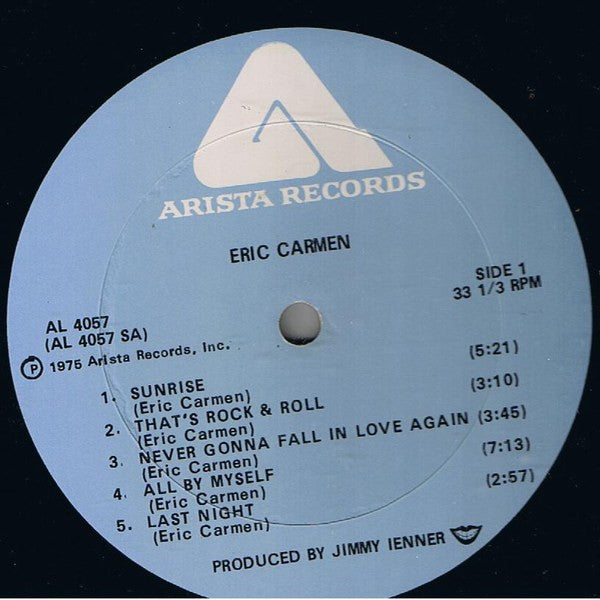 ARISTA RECORDS
ERIC CARMEN
SIDE 1
33 1/3 RPM
AL 4057
(AL 4057 SA)
Ⓟ 1975 Arista Records, Inc.
1. SUNRISE (5:21)
(Eric Carmen)
2. THAT'S ROCK & ROLL (3:10)
(Eric Carmen)
3. NEVER GONNA FALL IN LOVE AGAIN (3:45)
(Eric Carmen)
4. ALL BY MYSELF (7:13)
(Eric Carmen)
5. LAST NIGHT (2:57)
(Eric Carmen)
PRODUCED BY JIMMY IENNER